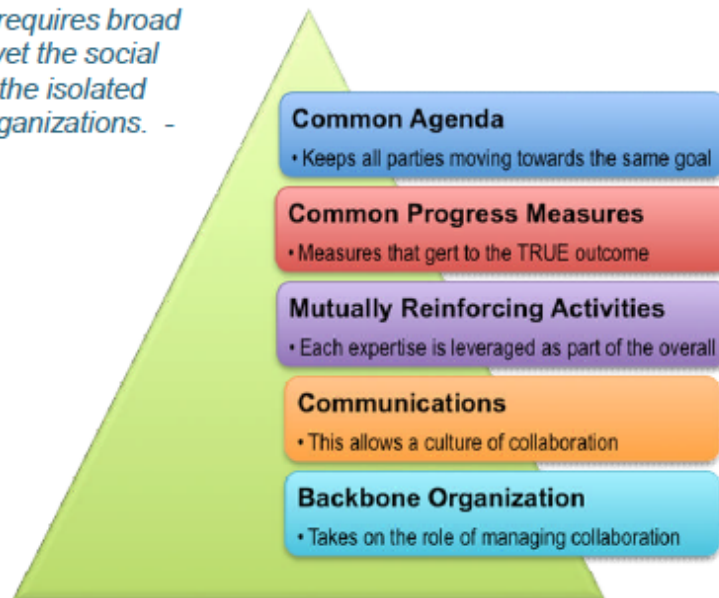 requires broad
yet the social
the isolated
ganizations. -
Common Agenda
• Keeps all parties moving towards the same goal
Common Progress Measures
• Measures that gert to the TRUE outcome
Mutually Reinforcing Activities
• Each expertise is leveraged as part of the overall
Communications
• This allows a culture of collaboration
Backbone Organization
• Takes on the role of managing collaboration